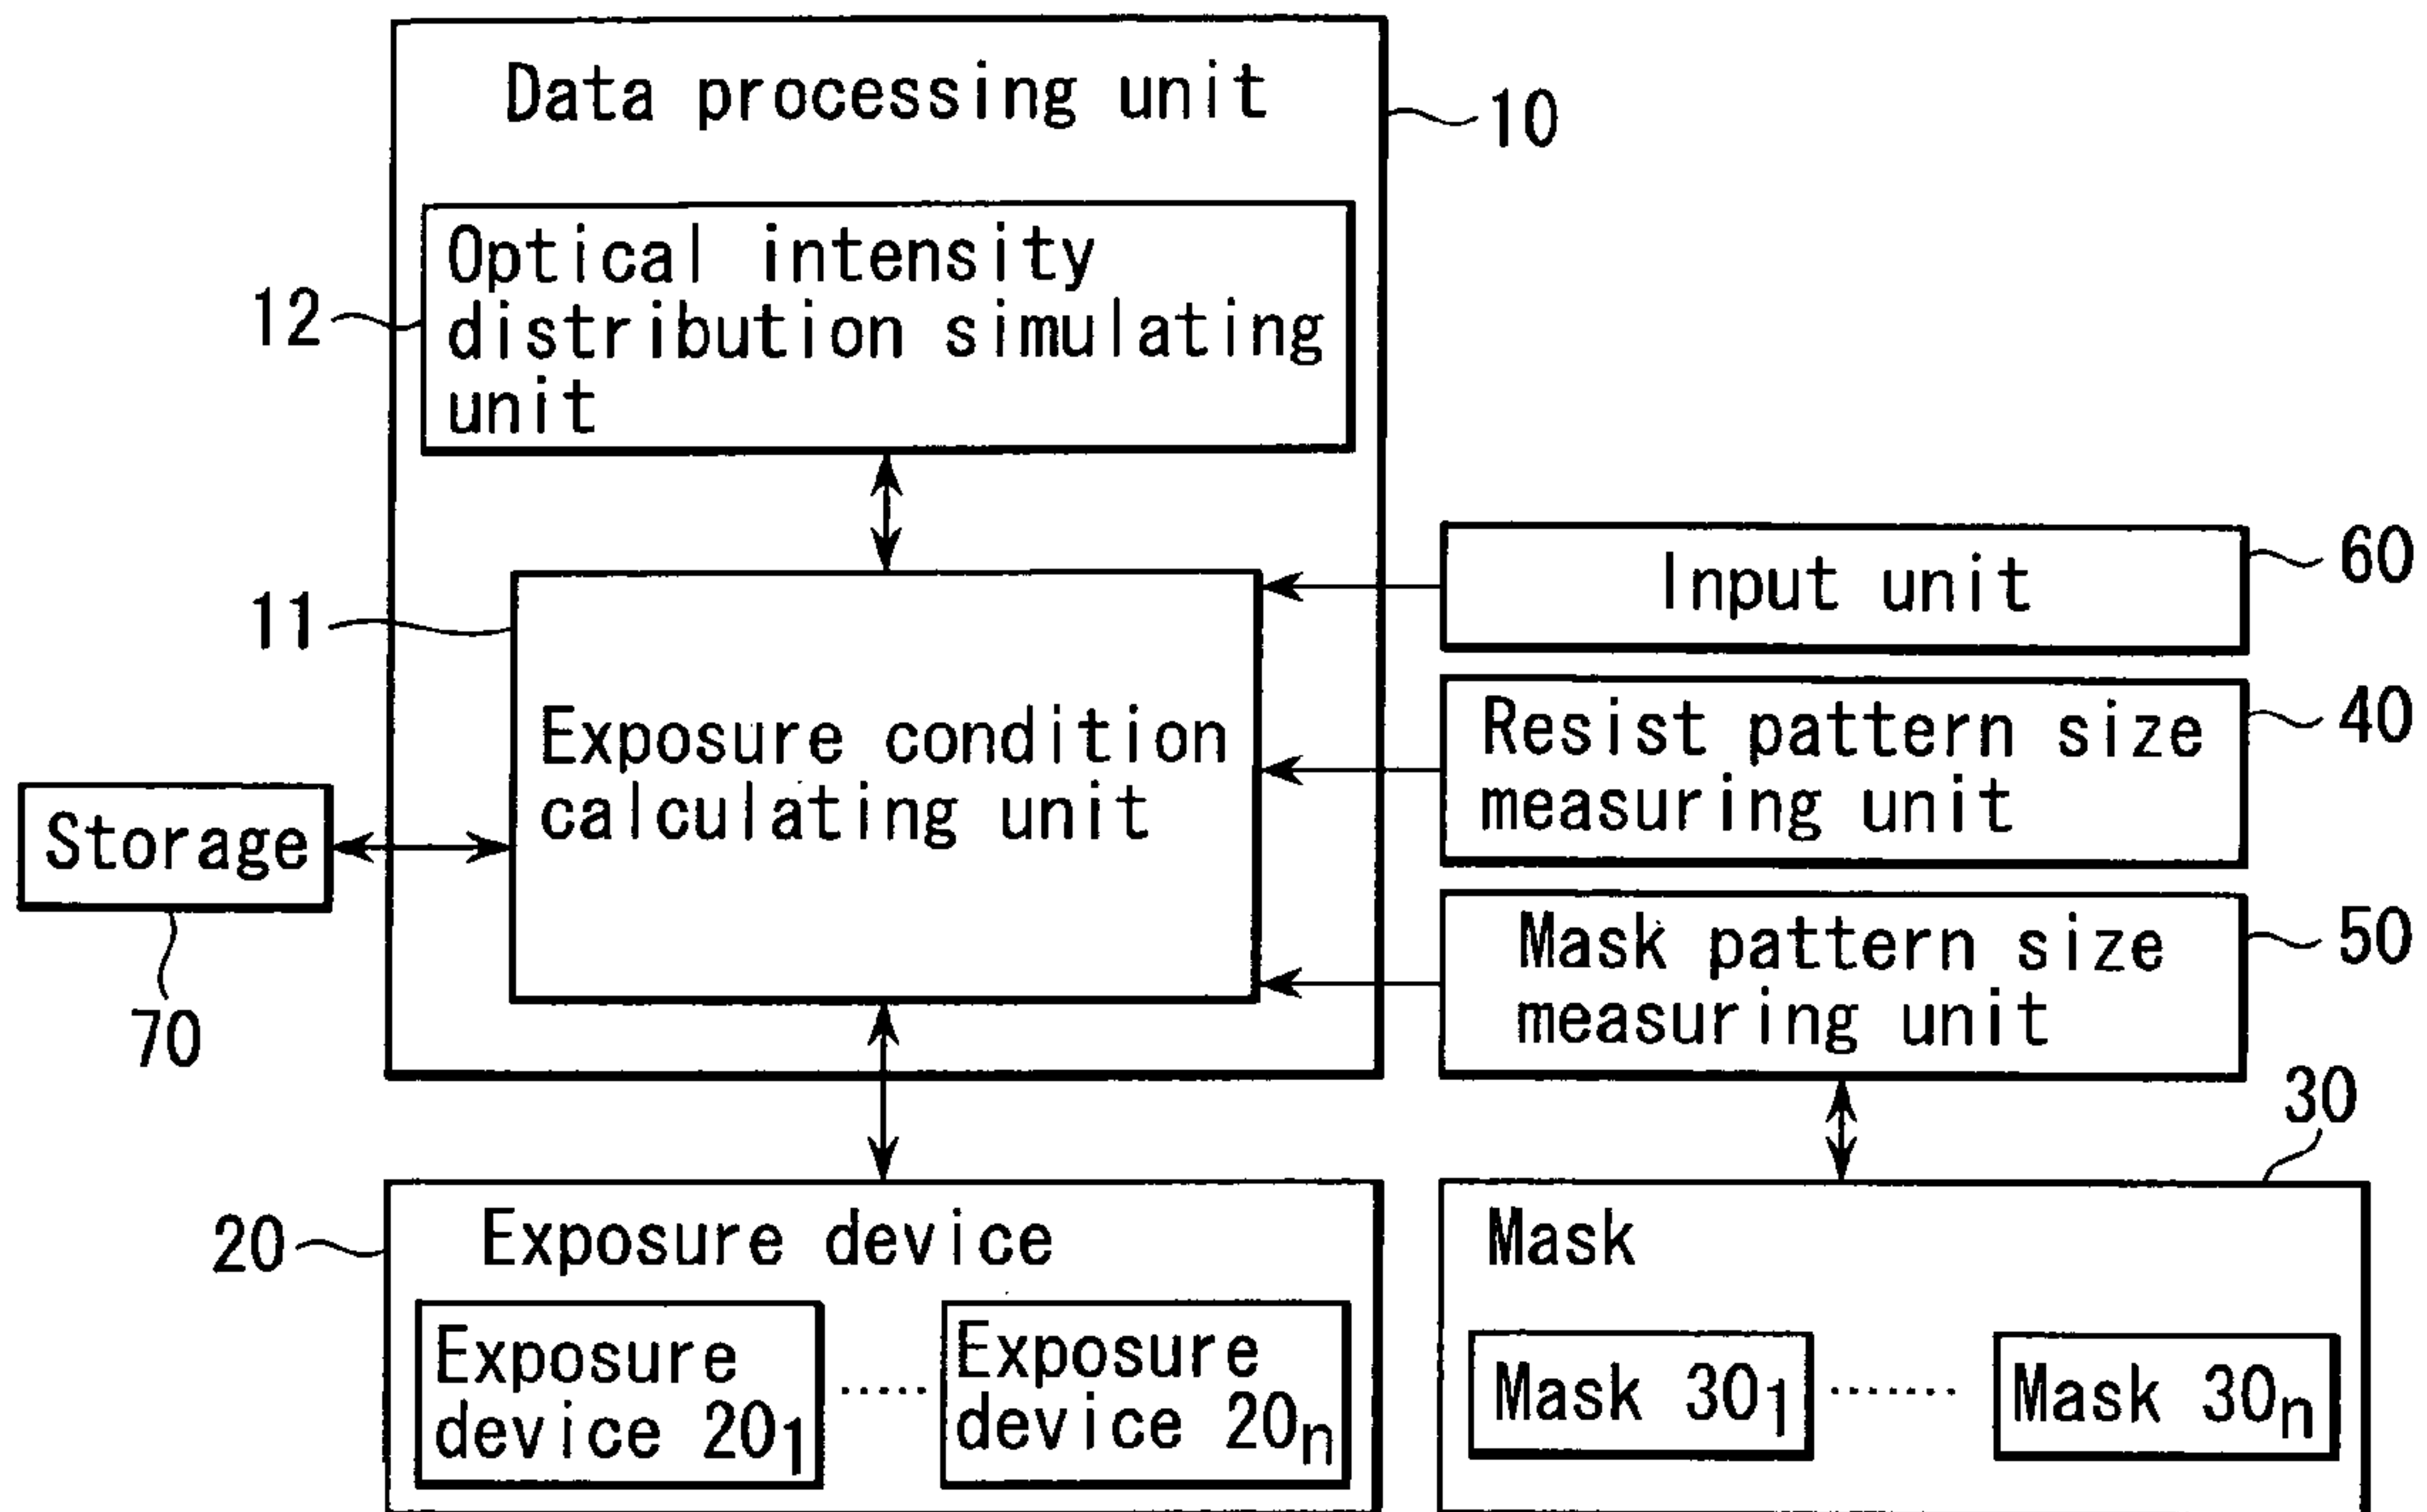 Data processing unit
10
Optical intensity
distribution simulating
unit
12
11
Exposure condition
calculating unit
Input unit
60
Resist pattern size
measuring unit
40
Storage
70
Mask pattern size
measuring unit
50
30
20
Exposure device
Exposure
device 20₁
.....
Exposure
device 20ₙ
Mask
Mask 30₁
.......
Mask 30ₙ